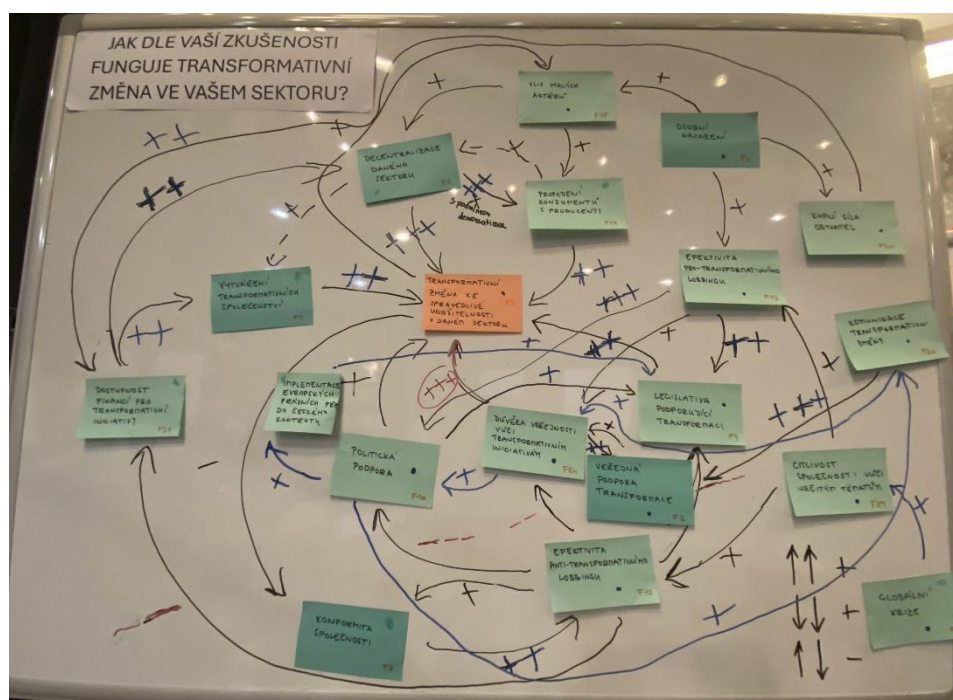 JAK DLE VAŠÍ ZKUŠENOSTI
FUNGUJE TRANSFORMATIVNÍ
ZMĚNA VE VAŠEM SEKTORU?
VLIV MALÝCH
AKTÉRŮ
OSOBNÍ
NASAZENÍ
DECENTRALIZACE
DANÉHO
SEKTORU
PROPOJENÍ
KONZUMENTŮ
S PRODUCENTY
KUPNÍ SÍLA
OBYVATEL
EFEKTIVITA
PRO-TRANSFORMATIVNÍHO
LOBBINGU
VYTVÁŘENÍ
TRANSFORMATIVNÍCH
SPOLEČENSTVÍ
TRANSFORMATIVNÍ
ZMĚNA KE
SPRAVEDLIVÉ
UDRŽITELNOSTI
V DANÉM SEKTORU
KOMUNIKACE
TRANSFORMATIVNÍ
ZMĚNY
DOSTUPNOST
FINANCÍ PRO
TRANSFORMATIVNÍ
INICIATIVY
IMPLEMENTACE
EVROPSKÝCH
PRÁVNÍCH
DO ČESKÉHO
KONTEXTU
LEGISLATIVA
PODPORUJÍCÍ
TRANSFORMACI
DŮVĚRA VEŘEJNOSTI
VŮČI
TRANSFORMATIVNÍM
INICIATIVÁM
POLITICKÁ
PODPORA
VEŘEJNÁ
PODPORA
TRANSFORMACE
CITLIVOST
SPOLEČNOSTI VŮČI
URČITÝM TÉMATŮM
EFEKTIVITA
ANTI-TRANSFORMATIVNÍHO
LOBBINGU
GLOBÁLNÍ
KRIZE
KONFORMITA
SPOLEČNOSTI